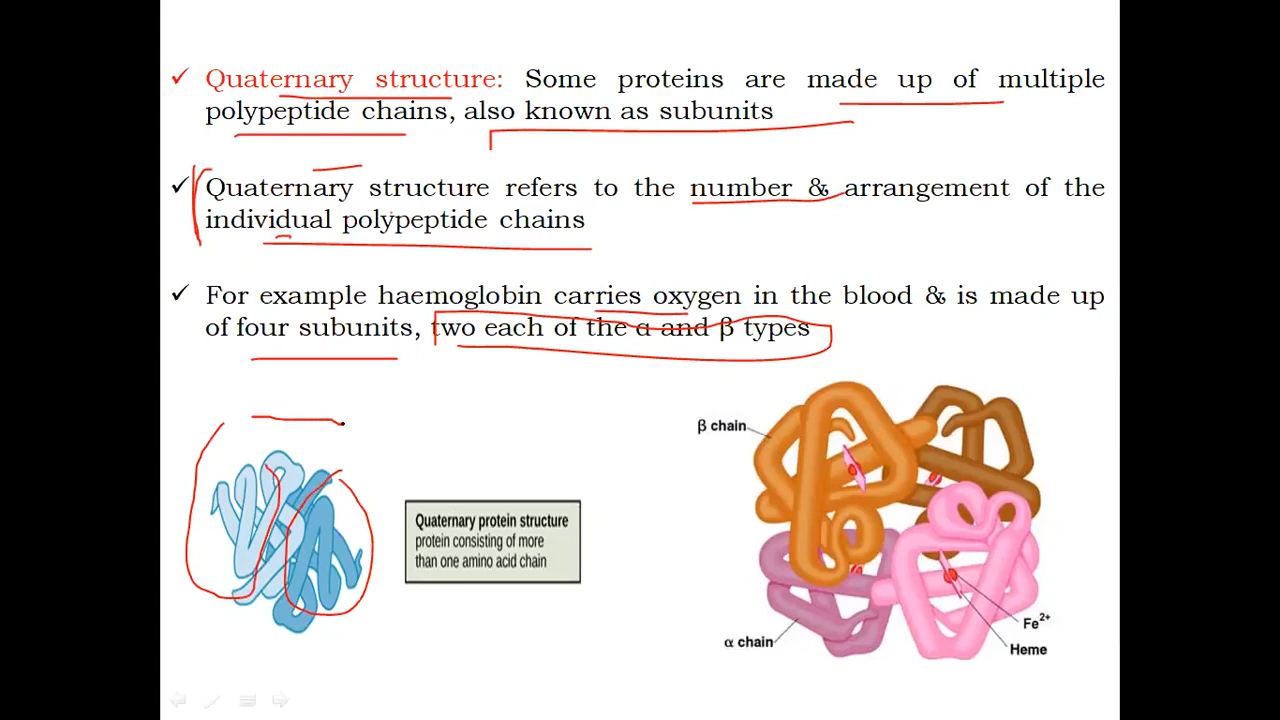 ✓ Quaternary structure: Some proteins are made up of multiple
polypeptide chains, also known as subunits
✓ Quaternary structure refers to the number & arrangement of the
individual polypeptide chains
✓ For example haemoglobin carries oxygen in the blood & is made up
of four subunits, two each of the α and β types
β chain
Quaternary protein structure
protein consisting of more
than one amino acid chain
Fe²⁺
α chain
Heme